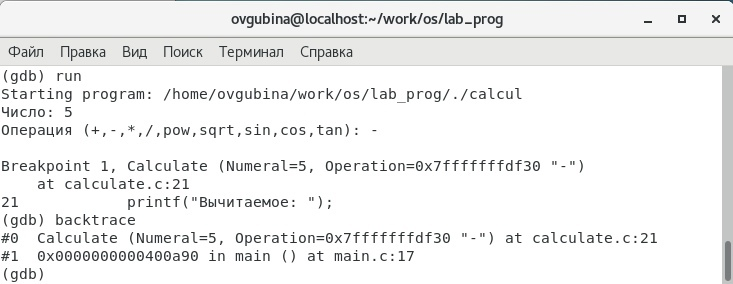 ovgubina@localhost:~/work/os/lab_prog
Файл Правка Вид Поиск Терминал Справка
(gdb) run
Starting program: /home/ovgubina/work/os/lab_prog/./calcul
Число: 5
Операция (+,-,*,/,pow,sqrt,sin,cos,tan): -
Breakpoint 1, Calculate (Numeral=5, Operation=0x7fffffffdf30 "-")
    at calculate.c:21
21            printf("Вычитаемое: ");
(gdb) backtrace
#0  Calculate (Numeral=5, Operation=0x7fffffffdf30 "-") at calculate.c:21
#1  0x0000000000400a90 in main () at main.c:17
(gdb)